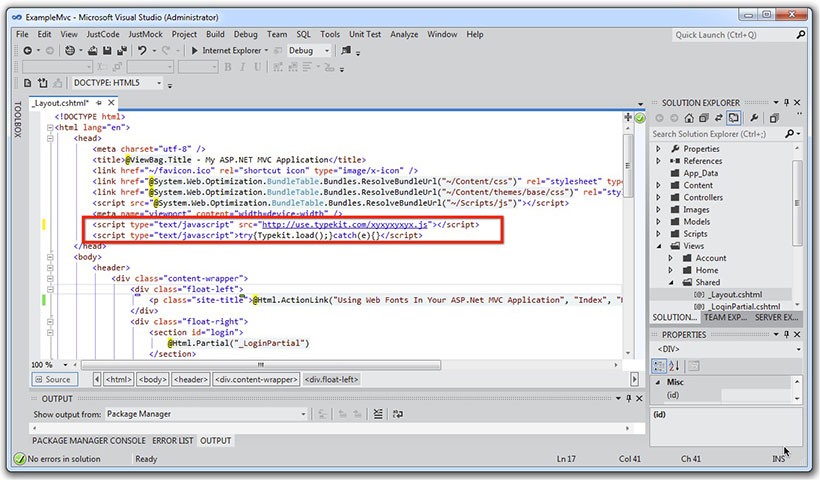 ExampleMvc - Microsoft Visual Studio (Administrator)
File Edit View JustCode JustMock Project Build Debug Team SQL Tools Unit Test Analyze Window Help
Quick Launch (Ctrl+Q)
Internet Explorer Debug
B I U
DOCTYPE: HTML5
TOOLBOX
_Layout.cshtml*
<!DOCTYPE html>
<html lang="en">
<head>
<meta charset="utf-8" />
<title>@ViewBag.Title - My ASP.NET MVC Application</title>
<link href="~/favicon.ico" rel="shortcut icon" type="image/x-icon" />
<link href="@System.Web.Optimization.BundleTable.Bundles.ResolveBundleUrl("~/Content/css")" rel="stylesheet" type
<link href="@System.Web.Optimization.BundleTable.Bundles.ResolveBundleUrl("~/Content/themes/base/css")" rel="styl
<script src="@System.Web.Optimization.BundleTable.Bundles.ResolveBundleUrl("~/Scripts/js")"></script>
<meta name="viewport" content="width=device-width" />
<script type="text/javascript" src="http://use.typekit.com/xyxyxyxyx.js"></script>
<script type="text/javascript">try{Typekit.load();}catch(e){}</script>
</head>
<body>
<header>
<div class="content-wrapper">
<div class="float-left">
<p class="site-title">@Html.ActionLink("Using Web Fonts In Your ASP.Net MVC Application", "Index", "
</div>
<div class="float-right">
<section id="login">
@Html.Partial("_LoginPartial")
</section>
100 %
Source <html> <body> <header> <div.content-wrapper> <div.float-left>
OUTPUT
Show output from: Package Manager
PACKAGE MANAGER CONSOLE ERROR LIST OUTPUT
SOLUTION EXPLORER
Search Solution Explorer (Ctrl+;)
Properties
References
App_Data
Content
Controllers
Images
Models
Scripts
Views
Account
Home
Shared
_Layout.cshtml
_LoginPartial.cshtml
SOLUTION... TEAM EXP... SERVER EX...
PROPERTIES
<DIV>
Misc
(id)
(id)
No errors in solution Ready Ln 17 Col 41 Ch 41 INS